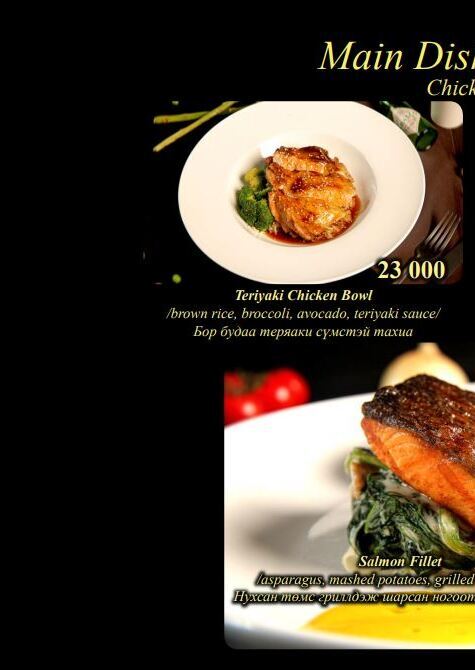 Main Dish
Chick
23 000
Teriyaki Chicken Bowl
/brown rice, broccoli, avocado, teriyaki sauce/
Бор будаа теряаки сүмстэй тахиа
Salmon Fillet
/asparagus, mashed potatoes, grilled
Нухсан төмс гриллдэж шарсан ногоот